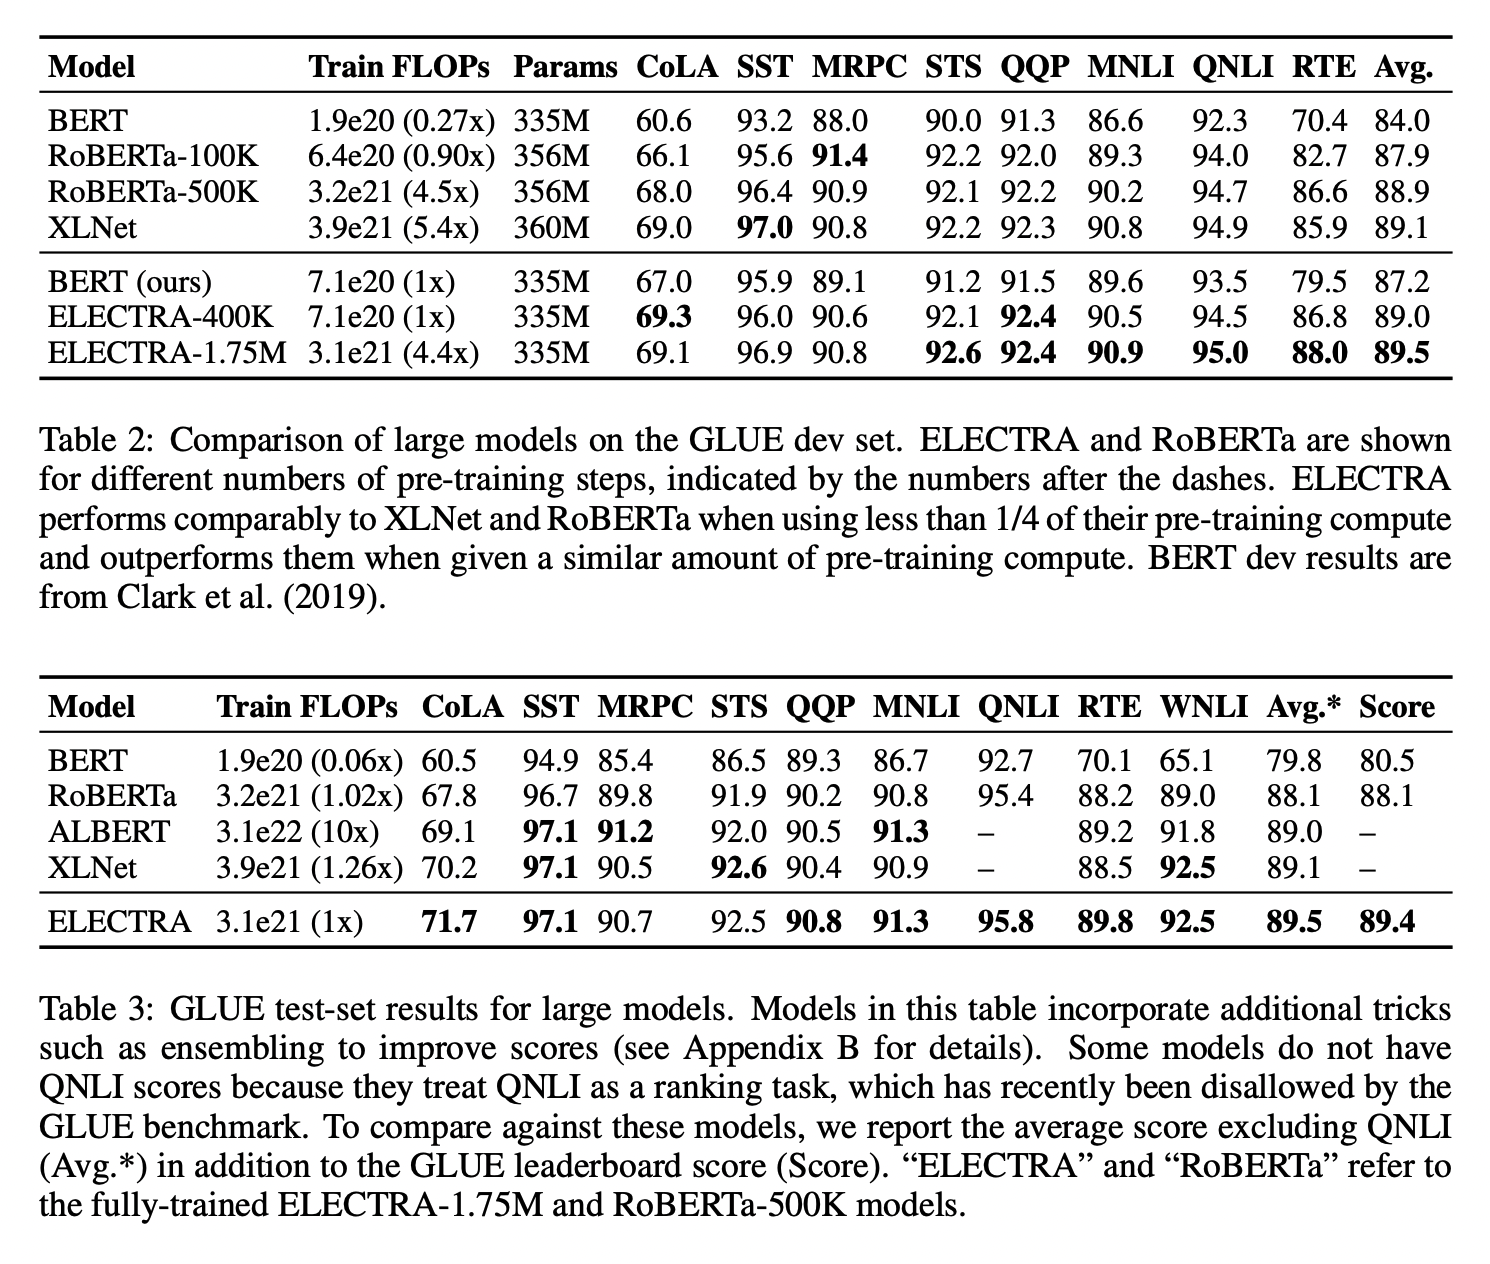 Model Train FLOPs Params CoLA SST MRPC STS QQP MNLI QNLI RTE Avg.
BERT 1.9e20 (0.27x) 335M 60.6 93.2 88.0 90.0 91.3 86.6 92.3 70.4 84.0
RoBERTa-100K 6.4e20 (0.90x) 356M 66.1 95.6 91.4 92.2 92.0 89.3 94.0 82.7 87.9
RoBERTa-500K 3.2e21 (4.5x) 356M 68.0 96.4 90.9 92.1 92.2 90.2 94.7 86.6 88.9
XLNet 3.9e21 (5.4x) 360M 69.0 97.0 90.8 92.2 92.3 90.8 94.9 85.9 89.1
BERT (ours) 7.1e20 (1x) 335M 67.0 95.9 89.1 91.2 91.5 89.6 93.5 79.5 87.2
ELECTRA-400K 7.1e20 (1x) 335M 69.3 96.0 90.6 92.1 92.4 90.5 94.5 86.8 89.0
ELECTRA-1.75M 3.1e21 (4.4x) 335M 69.1 96.9 90.8 92.6 92.4 90.9 95.0 88.0 89.5
Table 2: Comparison of large models on the GLUE dev set. ELECTRA and RoBERTa are shown
for different numbers of pre-training steps, indicated by the numbers after the dashes. ELECTRA
performs comparably to XLNet and RoBERTa when using less than 1/4 of their pre-training compute
and outperforms them when given a similar amount of pre-training compute. BERT dev results are
from Clark et al. (2019).
Model Train FLOPs CoLA SST MRPC STS QQP MNLI QNLI RTE WNLI Avg.* Score
BERT 1.9e20 (0.06x) 60.5 94.9 85.4 86.5 89.3 86.7 92.7 70.1 65.1 79.8 80.5
RoBERTa 3.2e21 (1.02x) 67.8 96.7 89.8 91.9 90.2 90.8 95.4 88.2 89.0 88.1 88.1
ALBERT 3.1e22 (10x) 69.1 97.1 91.2 92.0 90.5 91.3 – 89.2 91.8 89.0 –
XLNet 3.9e21 (1.26x) 70.2 97.1 90.5 92.6 90.4 90.9 – 88.5 92.5 89.1 –
ELECTRA 3.1e21 (1x) 71.7 97.1 90.7 92.5 90.8 91.3 95.8 89.8 92.5 89.5 89.4
Table 3: GLUE test-set results for large models. Models in this table incorporate additional tricks
such as ensembling to improve scores (see Appendix B for details). Some models do not have
QNLI scores because they treat QNLI as a ranking task, which has recently been disallowed by the
GLUE benchmark. To compare against these models, we report the average score excluding QNLI
(Avg.*) in addition to the GLUE leaderboard score (Score). “ELECTRA” and “RoBERTa” refer to
the fully-trained ELECTRA-1.75M and RoBERTa-500K models.